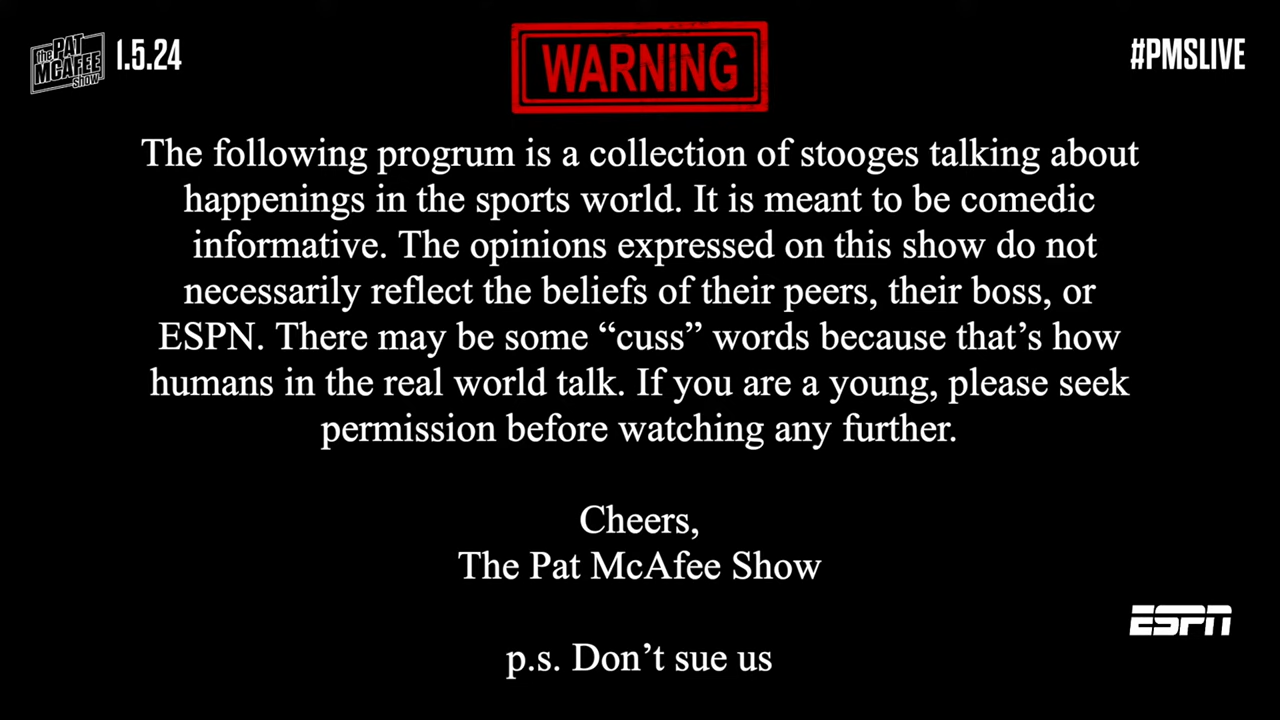 The PAT MCAFEE SHOW
1.5.24
WARNING
#PMSLIVE
The following progrum is a collection of stooges talking about
happenings in the sports world. It is meant to be comedic
informative. The opinions expressed on this show do not
necessarily reflect the beliefs of their peers, their boss, or
ESPN. There may be some “cuss” words because that’s how
humans in the real world talk. If you are a young, please seek
permission before watching any further.
Cheers,
The Pat McAfee Show
ESPN
p.s. Don’t sue us